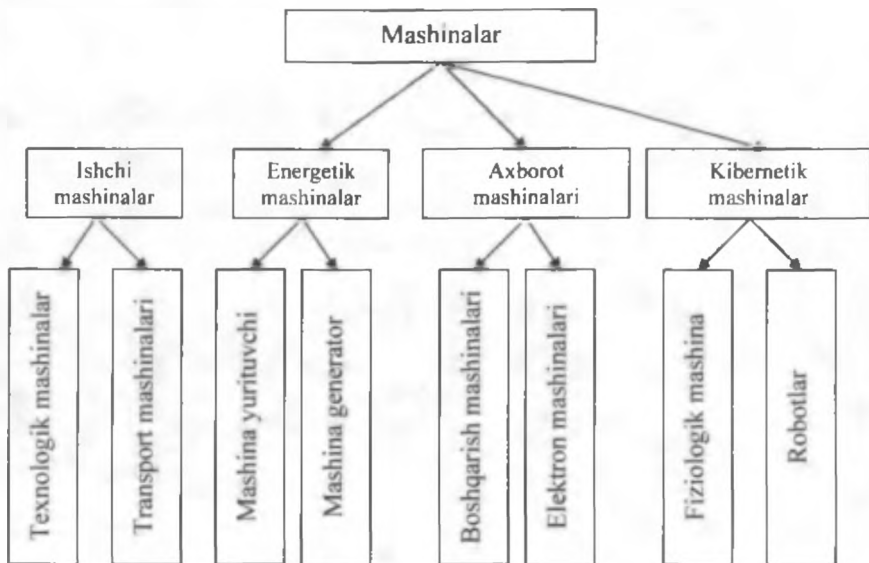 Mashinalar
Ishchi
mashinalar
Energetik
mashinalar
Axborot
mashinalari
Kibernetik
mashinalar
Texnologik mashinalar
Transport mashinalari
Mashina yurituvchi
Mashina generator
Boshqarish mashinalari
Elektron mashinalari
Fiziologik mashina
Robotlar